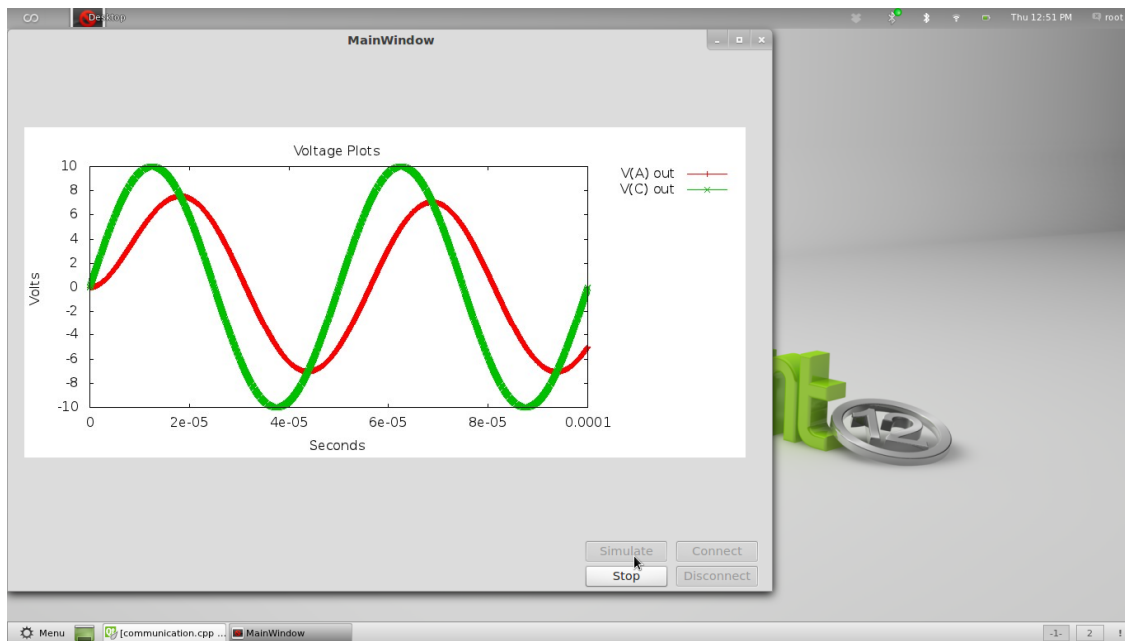 Desktop
Thu 12:51 PM
root
MainWindow
Voltage Plots
V(A) out
V(C) out
10
8
6
4
2
0
-2
-4
-6
-8
-10
Volts
0 2e-05 4e-05 6e-05 8e-05 0.0001
Seconds
Simulate Connect
Stop Disconnect
nt
12
Menu [communication.cpp ... MainWindow -1- 2 !